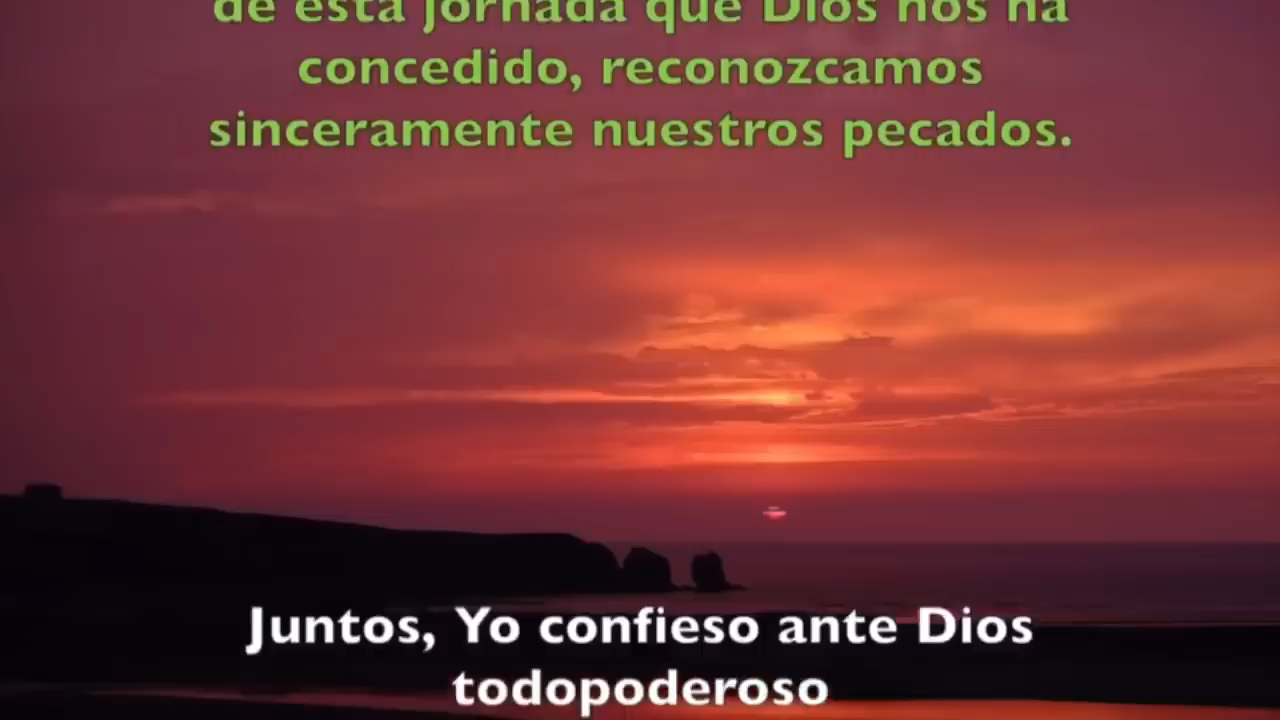 de esta jornada que Dios nos ha
concedido, reconozcamos
sinceramente nuestros pecados.
Juntos, Yo confieso ante Dios
todopoderoso